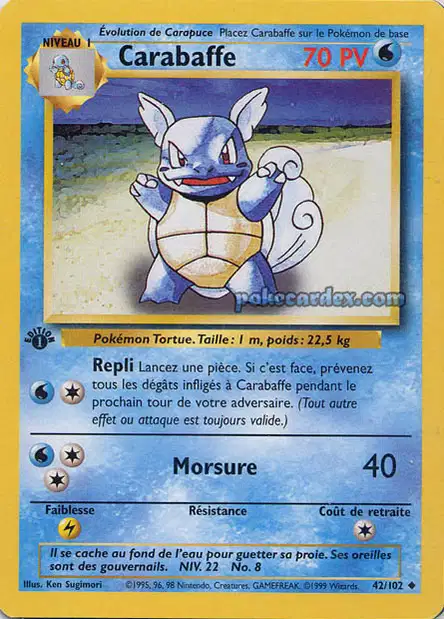 Évolution de Carapuce Placez Carabaffe sur le Pokémon de base
NIVEAU 1
Carabaffe 70 PV
pokecardex.com
EDITION 1
Pokémon Tortue. Taille : 1 m, poids : 22,5 kg
Repli Lancez une pièce. Si c'est face, prévenez
tous les dégâts infligés à Carabaffe pendant le
prochain tour de votre adversaire. (Tout autre
effet ou attaque est toujours valide.)
Morsure 40
Faiblesse Résistance Coût de retraite
Il se cache au fond de l'eau pour guetter sa proie. Ses oreilles
sont des gouvernails. NIV. 22 No. 8
Illus. Ken Sugimori ©1995, 96, 98 Nintendo, Creatures, GAMEFREAK. ©1999 Wizards. 42/102